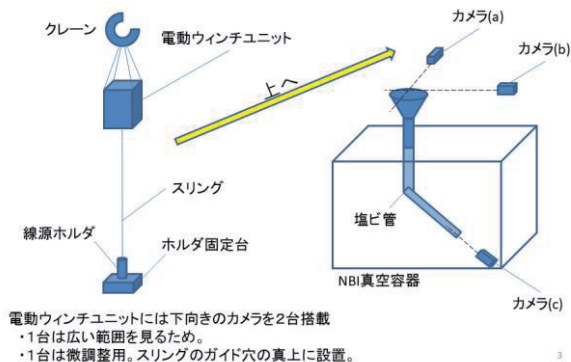 クレーン
電動ウィンチユニット
スリング
線源ホルダ
ホルダ固定台
上へ
カメラ(a)
カメラ(b)
塩ビ管
NBI真空容器
カメラ(c)
電動ウィンチユニットには下向きのカメラを2台搭載
・1台は広い範囲を見るため。
・1台は微調整用。スリングのガイド穴の真上に設置。
3